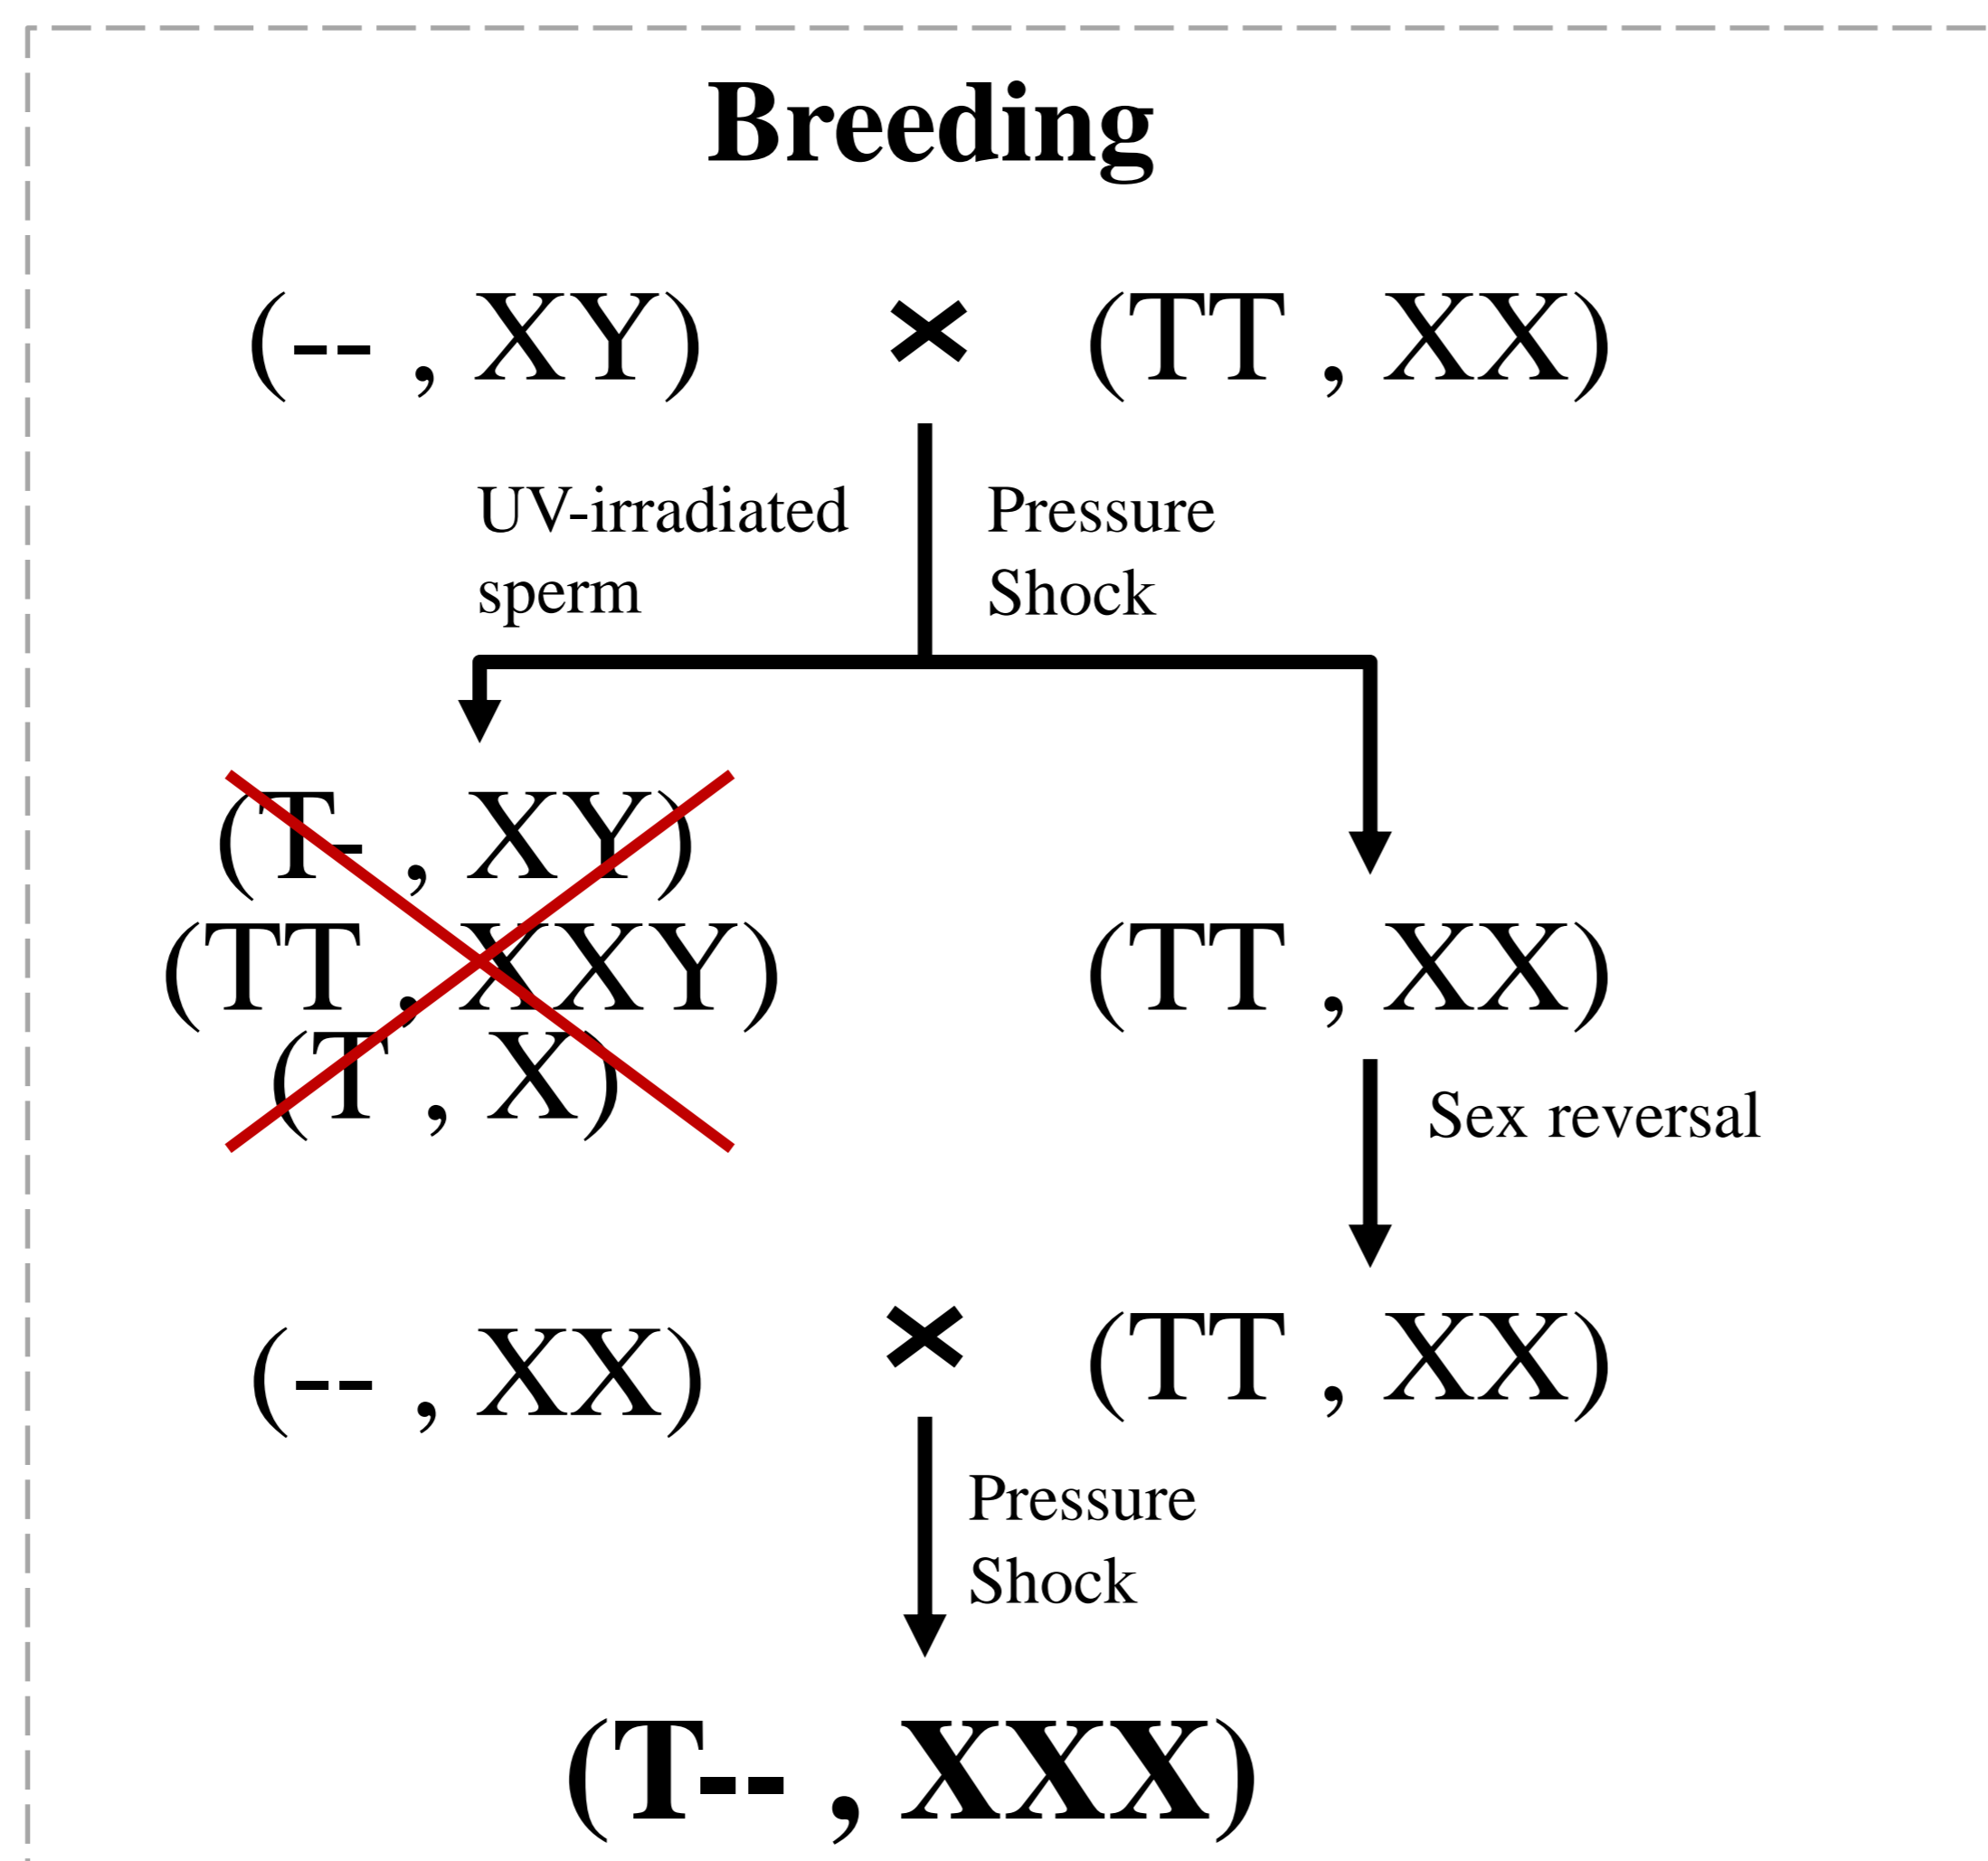 Breeding
(-- , XY) × (TT , XX)
UV-irradiated
sperm
Pressure
Shock
(T- , XY)
(TT , XXY)
(T , X)
(TT , XX)
Sex reversal
(-- , XX) × (TT , XX)
Pressure
Shock
(T-- , XXX)